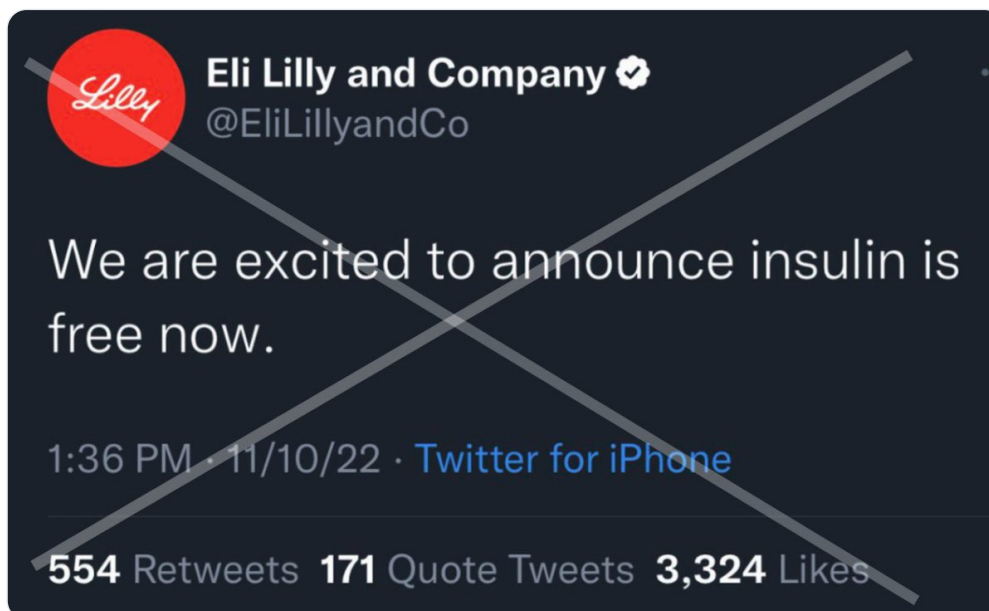 Lilly
Eli Lilly and Company
@EliLillyandCo
We are excited to announce insulin is
free now.
1:36 PM · 11/10/22 · Twitter for iPhone
554 Retweets 171 Quote Tweets 3,324 Likes